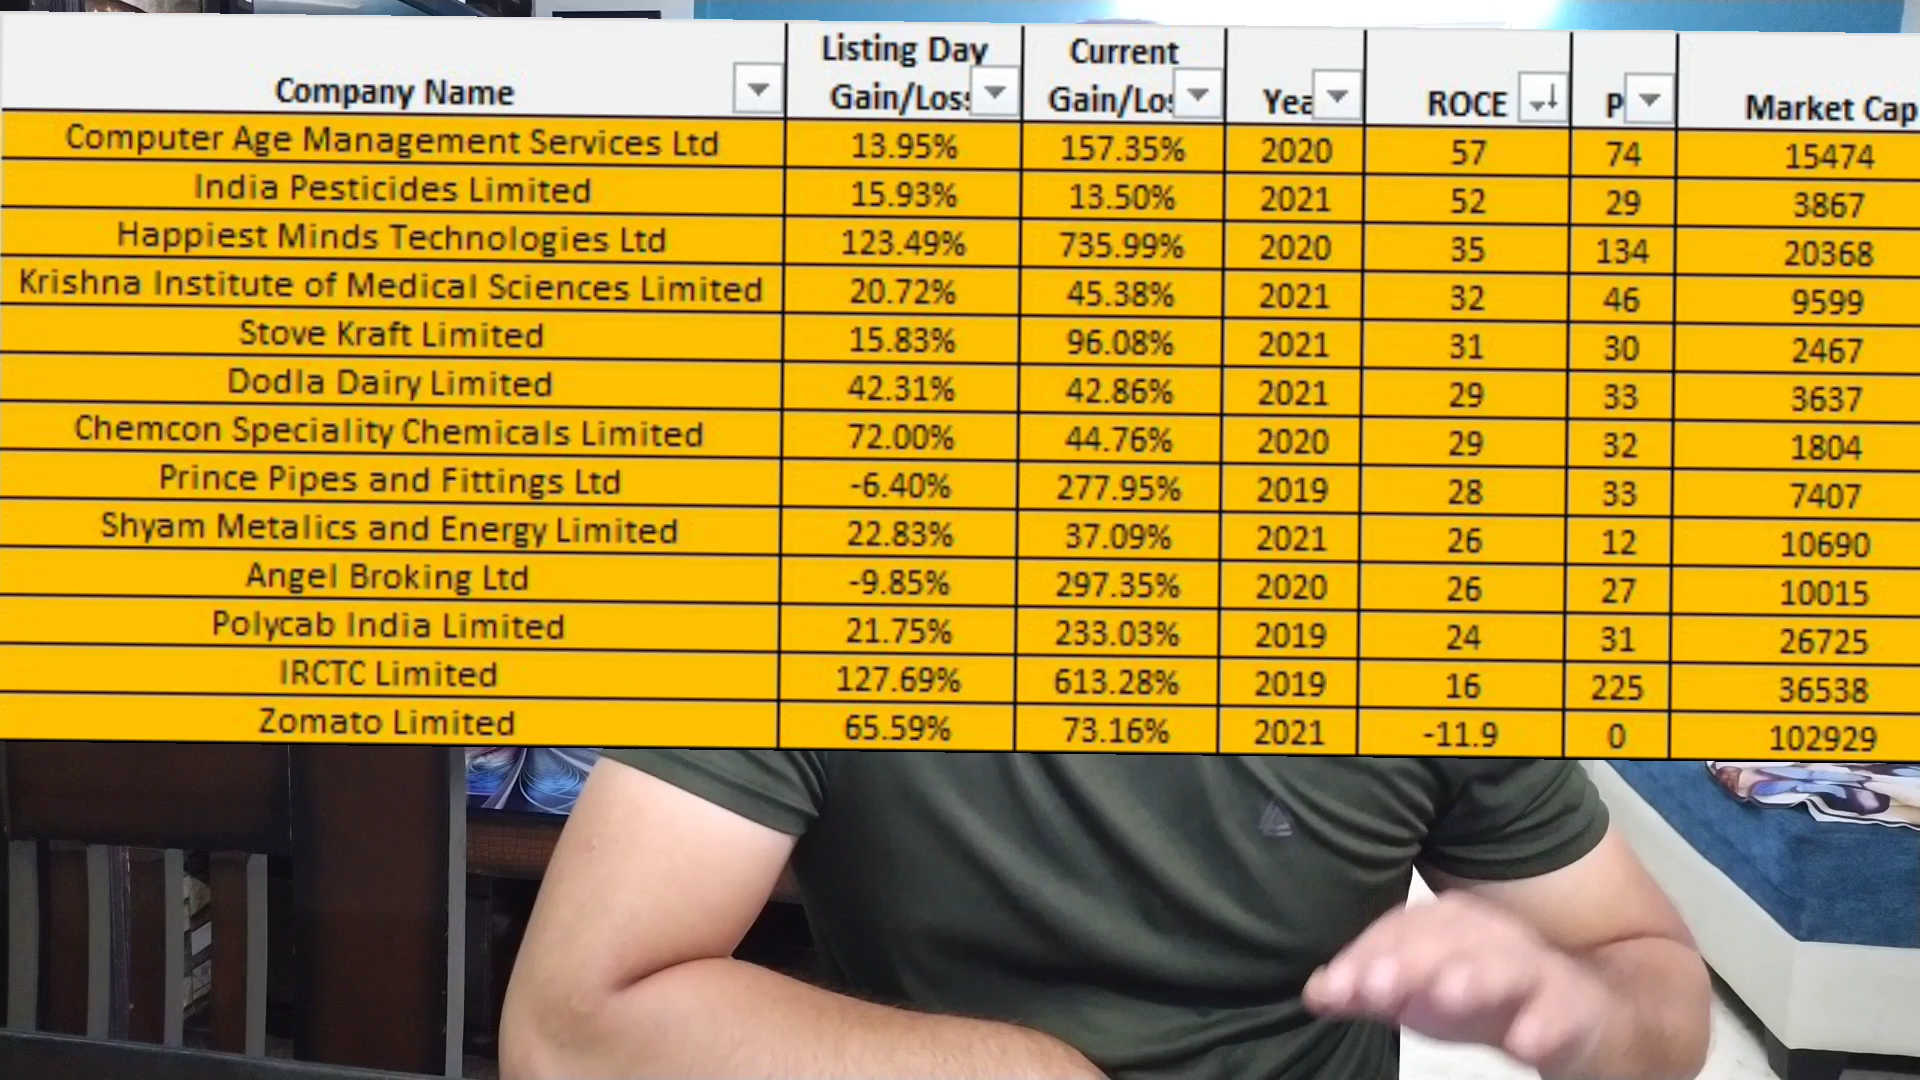 Company Name Listing Day Gain/Loss Current Gain/Los Yea ROCE P Market Cap
Computer Age Management Services Ltd 13.95% 157.35% 2020 57 74 15474
India Pesticides Limited 15.93% 13.50% 2021 52 29 3867
Happiest Minds Technologies Ltd 123.49% 735.99% 2020 35 134 20368
Krishna Institute of Medical Sciences Limited 20.72% 45.38% 2021 32 46 9599
Stove Kraft Limited 15.83% 96.08% 2021 31 30 2467
Dodla Dairy Limited 42.31% 42.86% 2021 29 33 3637
Chemcon Speciality Chemicals Limited 72.00% 44.76% 2020 29 32 1804
Prince Pipes and Fittings Ltd -6.40% 277.95% 2019 28 33 7407
Shyam Metalics and Energy Limited 22.83% 37.09% 2021 26 12 10690
Angel Broking Ltd -9.85% 297.35% 2020 26 27 10015
Polycab India Limited 21.75% 233.03% 2019 24 31 26725
IRCTC Limited 127.69% 613.28% 2019 16 225 36538
Zomato Limited 65.59% 73.16% 2021 -11.9 0 102929